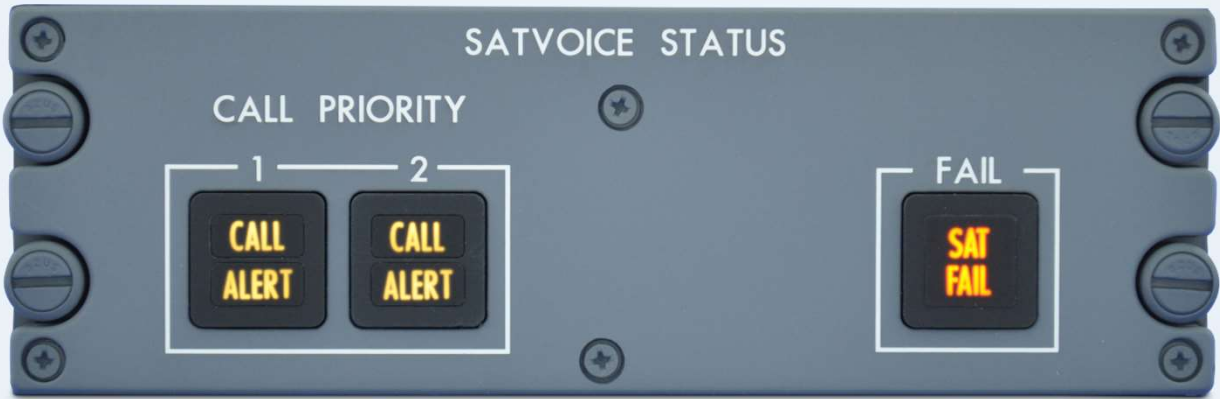 SATVOICE STATUS
CALL PRIORITY
1 2
CALL
ALERT
CALL
ALERT
FAIL
SAT
FAIL